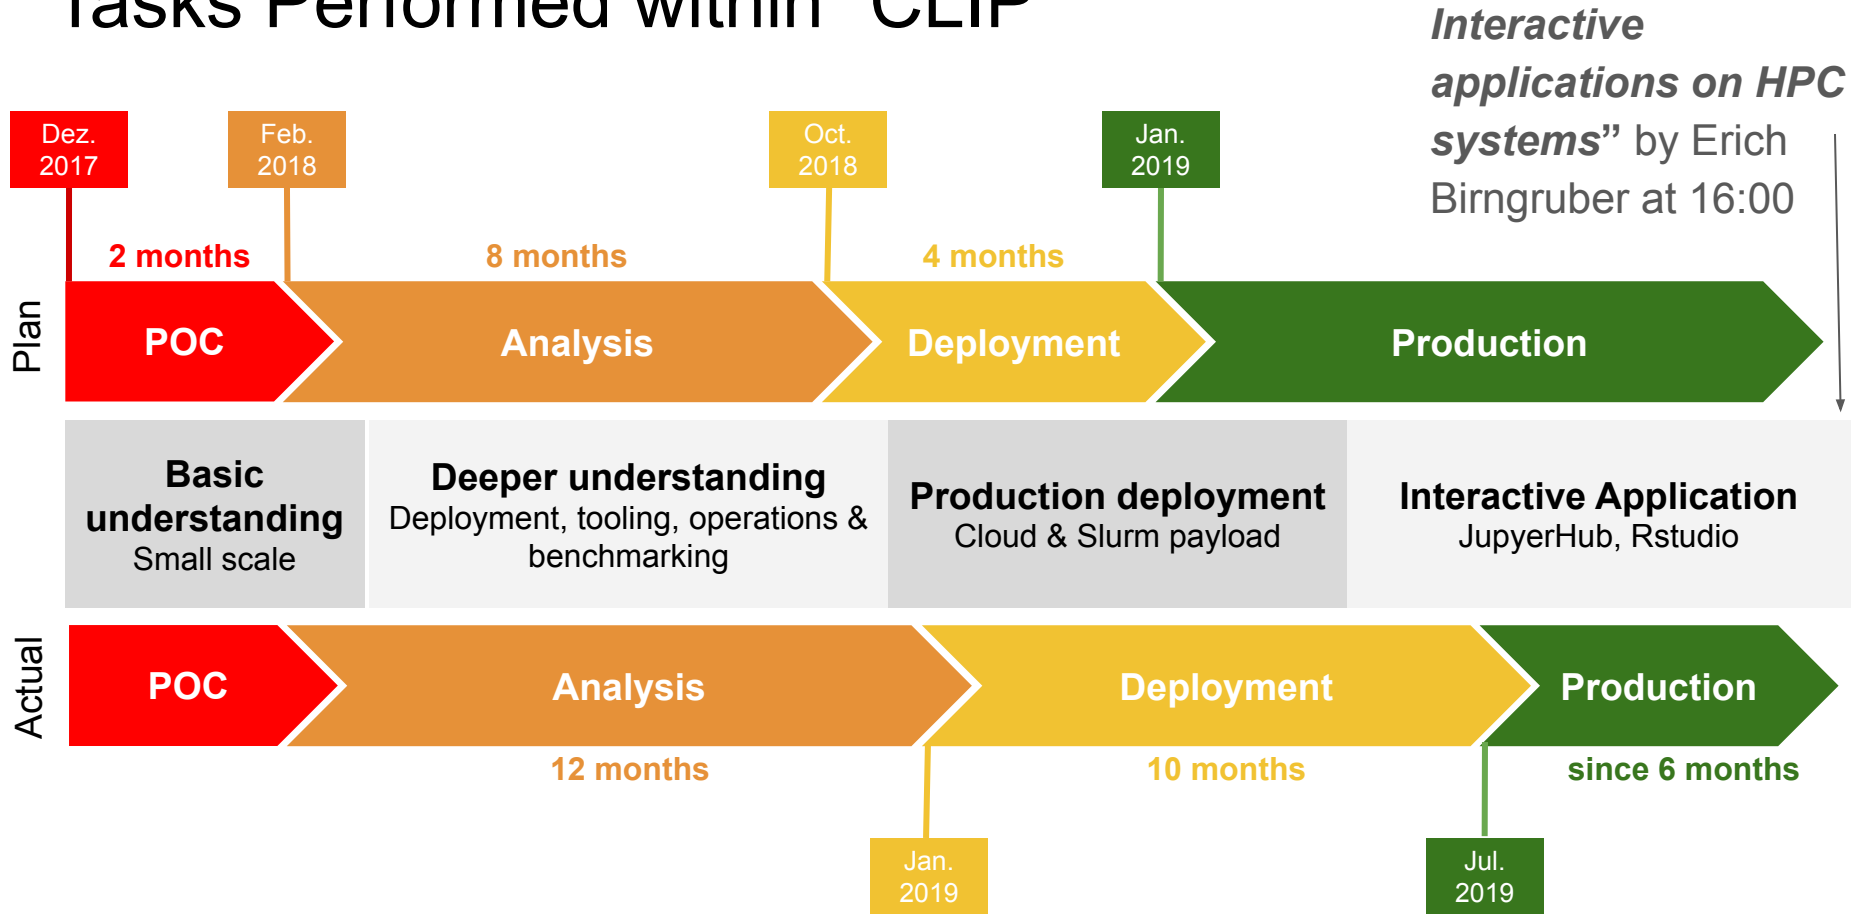 Tasks Performed within "CLIP"
Interactive
applications on HPC
systems” by Erich
Birngruber at 16:00
Dez.
2017
Feb.
2018
Oct.
2018
Jan.
2019
2 months
8 months
4 months
Plan
POC
Analysis
Deployment
Production
Basic
understanding
Small scale
Deeper understanding
Deployment, tooling, operations &
benchmarking
Production deployment
Cloud & Slurm payload
Interactive Application
JupyerHub, Rstudio
Actual
POC
Analysis
Deployment
Production
12 months
10 months
since 6 months
Jan.
2019
Jul.
2019